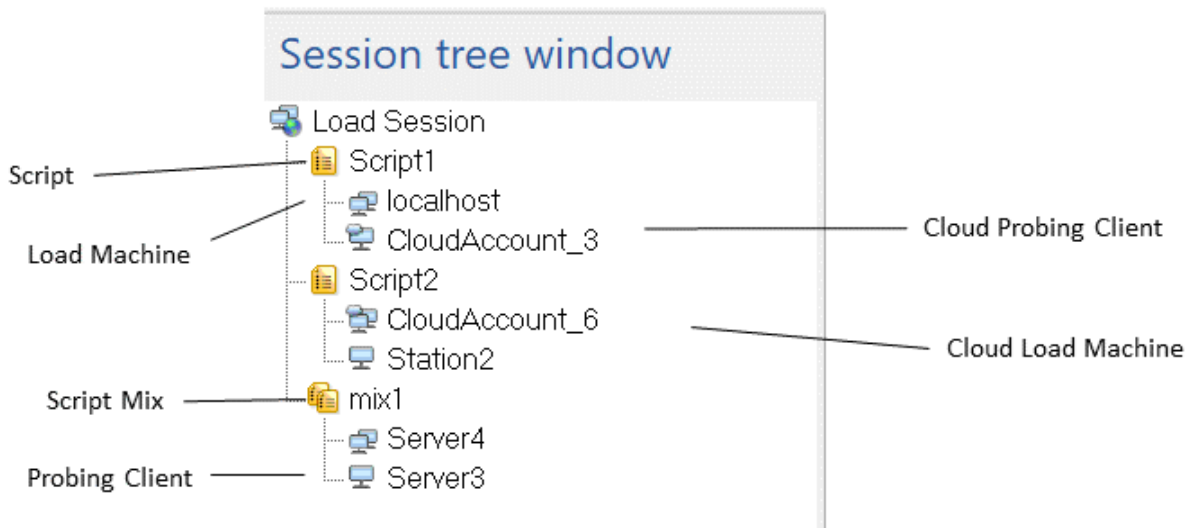 Session tree window
Load Session
Script
Script1
Load Machine
localhost
CloudAccount_3
Cloud Probing Client
Script2
CloudAccount_6
Cloud Load Machine
Station2
Script Mix
mix1
Server4
Probing Client
Server3